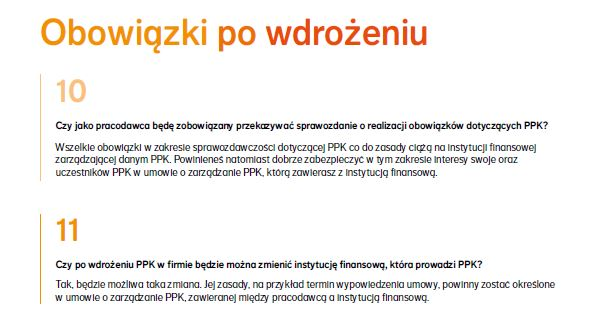 Obowiązki po wdrożeniu
10
Czy jako pracodawca będę zobowiązany przekazywać sprawozdanie o realizacji obowiązków dotyczących PPK?
Wszelkie obowiązki w zakresie sprawozdawczości dotyczącej PPK co do zasady ciążą na instytucji finansowej
zarządzającej danym PPK. Powinieneś natomiast dobrze zabezpieczyć w tym zakresie interesy swoje oraz
uczestników PPK w umowie o zarządzanie PPK, którą zawierasz z instytucją finansową.
11
Czy po wdrożeniu PPK w firmie będzie można zmienić instytucję finansową, która prowadzi PPK?
Tak, będzie możliwa taka zmiana. Jej zasady, na przykład termin wypowiedzenia umowy, powinny zostać określone
w umowie o zarządzanie PPK, zawieranej między pracodawcą a instytucją finansową.